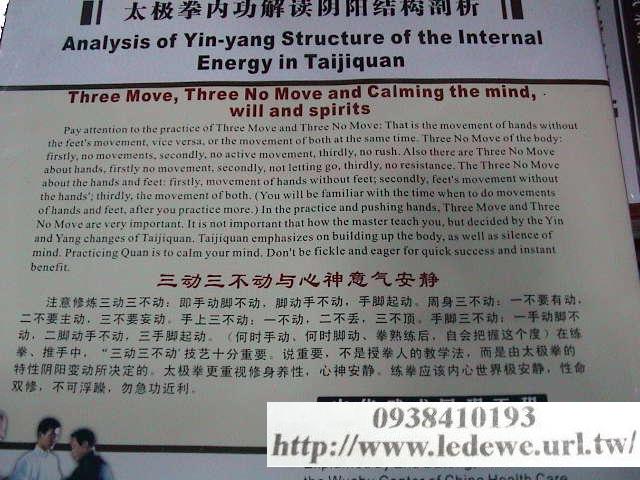 太极拳内功解读阴阳结构剖析
Analysis of Yin-yang Structure of the Internal
Energy in Taijiquan
Three Move, Three No Move and Calming the mind,
will and spirits
Pay attention to the practice of Three Move and Three No Move: That is the movement of hands without
the feet's movement, vice versa, or the movement of both at the same time. Three No Move of the body:
firstly, no movements, secondly, no active movement, thirdly, no rush. Also there are Three No Move
about hands, firstly no movement, secondly, not letting go, thirdly, no resistance. The Three No Move
about the hands and feet: firstly, movement of hands without feet; secondly, feet's movement without
the hands'; thirdly, the movement of both. (You will be familiar with the time when to do movements
of hands and feet, after you practice more.) In the practice and pushing hands, Three Move and Three
No Move are very important. It is not important that how the master teach you, but decided by the Yin
and Yang changes of Taijiquan. Taijiquan emphasizes on building up the body, as well as silence of
mind. Practicing Quan is to calm your mind. Don't be fickle and eager for quick success and instant
benefit.
三动三不动与心神意气安静
注意修炼三动三不动：即手动脚不动，脚动手不动，手脚起动。周身三不动：一不要有动，
二不要主动，三不要妄动。手上三不动：一不动，二不丢，三不顶。手脚三不动：一手动脚不
动，二脚动手不动，三手脚起动。（何时手动、何时脚动、拳熟练后，自会把握这个度）在练
拳、推手中，“三动三不动”技艺十分重要。说重要，不是授拳人的教学法，而是由太极拳的
特性阴阳变动所决定的。太极拳更重视修身养性，心神安静。练拳应该内心世界极安静，性命
双修，不可浮躁，勿急功近利。
0938410193
http://www.ledewe.url.tw/
the Wushu Center of China Health Care